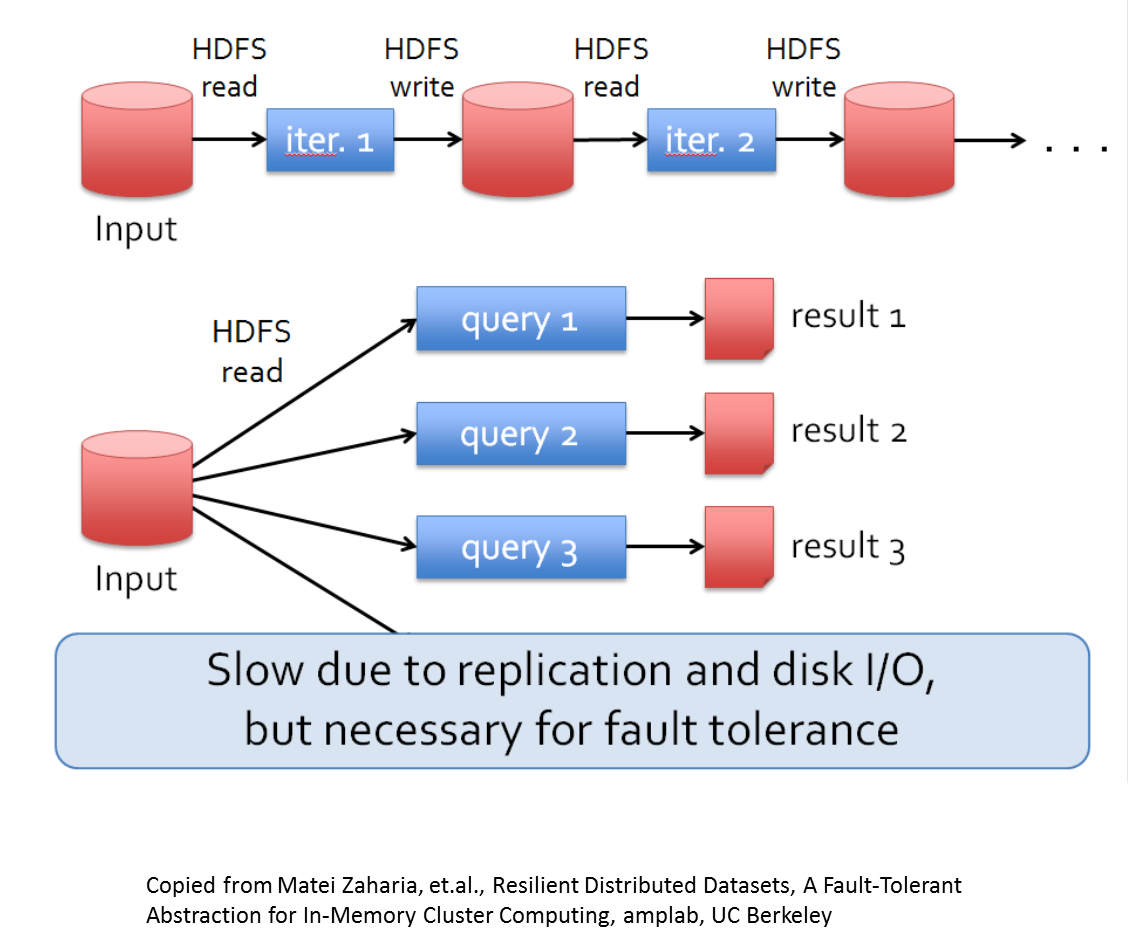 HDFS
read
HDFS
write
HDFS
read
HDFS
write
iter. 1
iter. 2
. . .
Input
HDFS
read
query 1
result 1
query 2
result 2
query 3
result 3
Input
Slow due to replication and disk I/O,
but necessary for fault tolerance
Copied from Matei Zaharia, et.al., Resilient Distributed Datasets, A Fault-Tolerant
Abstraction for In-Memory Cluster Computing, amplab, UC Berkeley